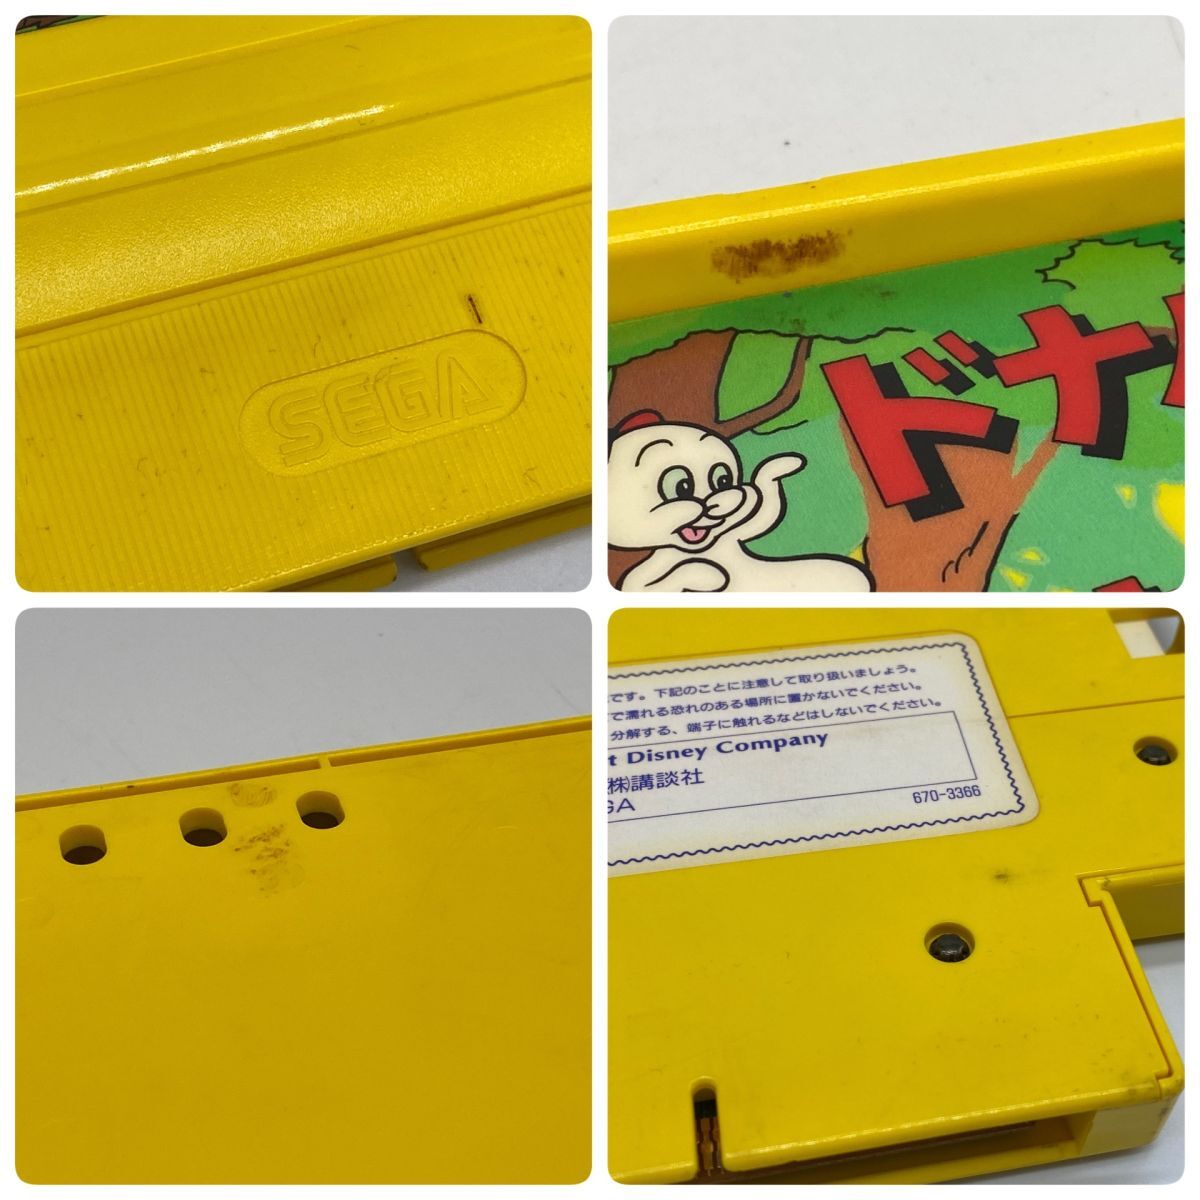 SEGA
ドナ
です。下記のことに注意して取り扱いましょう。
で濡れる恐れのある場所に置かないでください。
分解する、端子に触れるなどはしないでください。
t Disney Company
㈱講談社
GA
670-3366